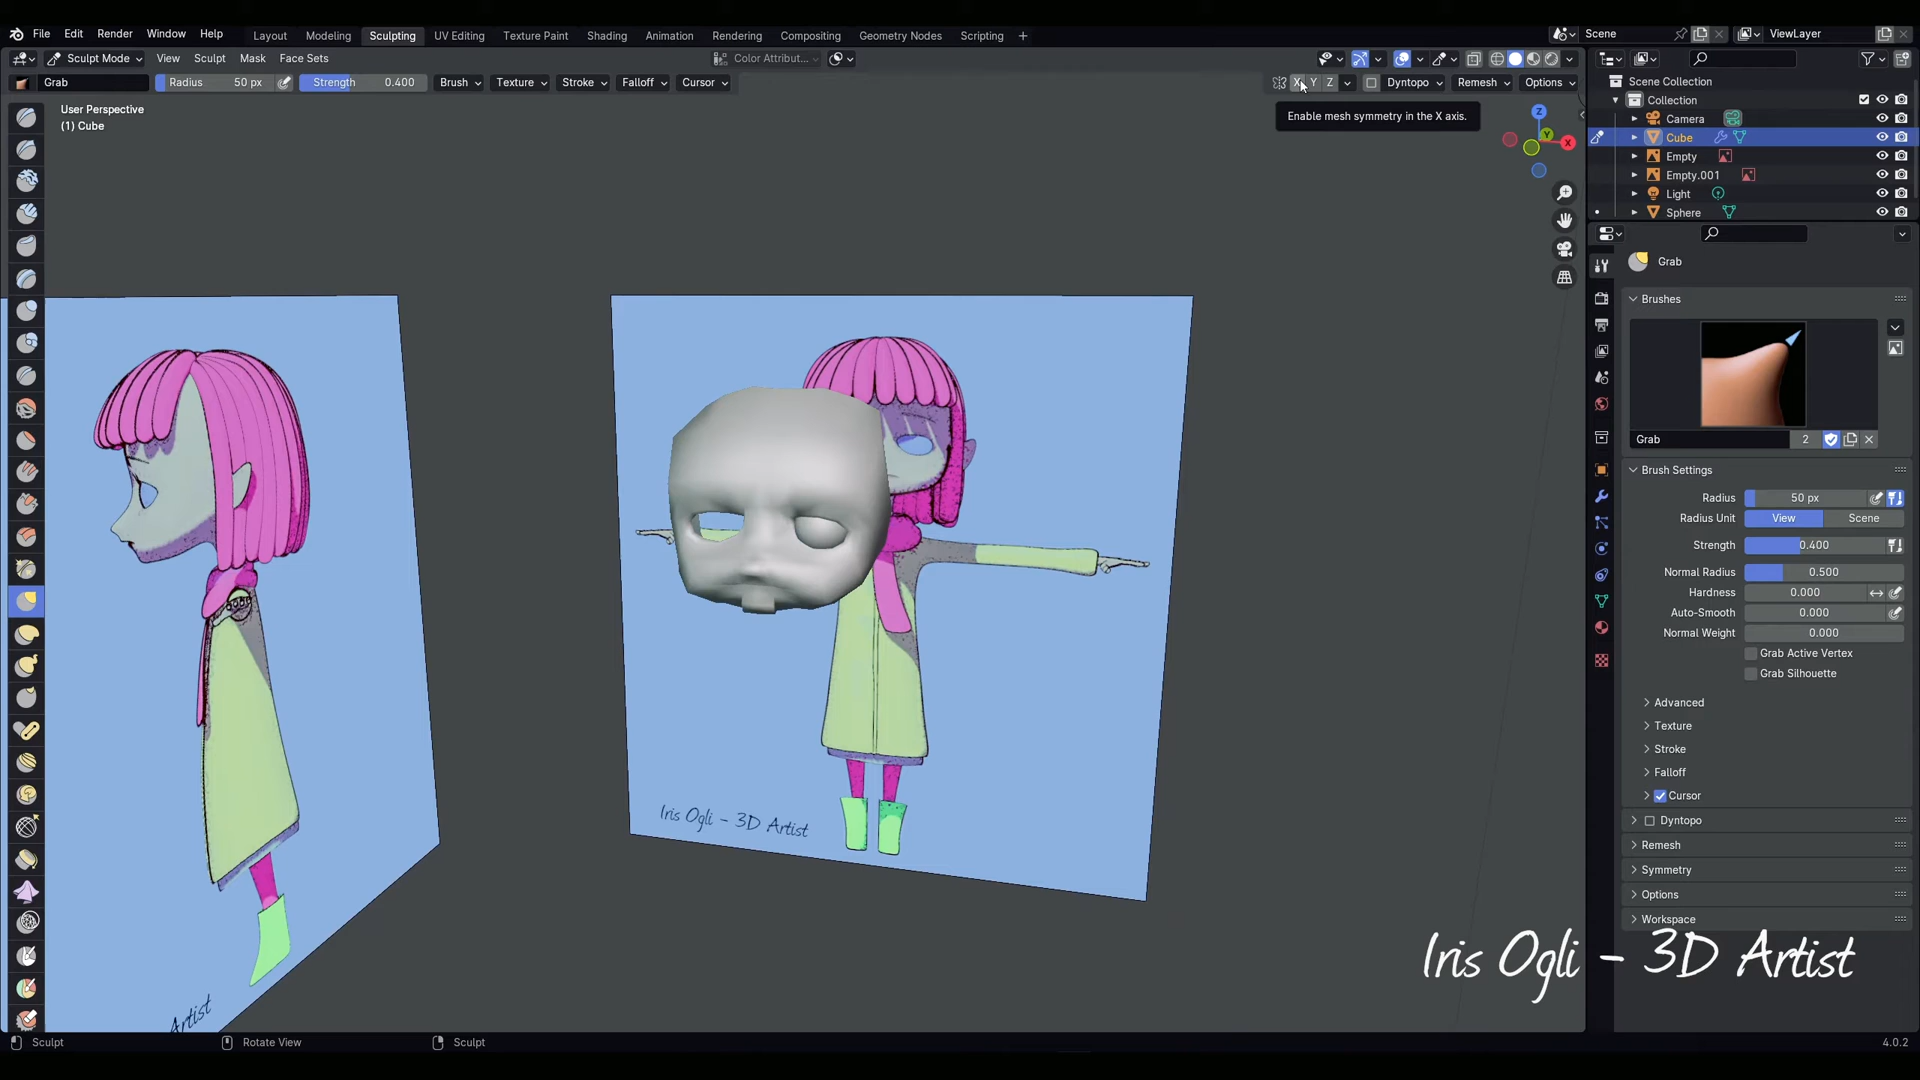 File Edit Render Window Help Layout Modeling Sculpting UV Editing Texture Paint Shading Animation Rendering Compositing Geometry Nodes Scripting + Scene ViewLayer
Sculpt Mode View Sculpt Mask Face Sets Color Attribut...
Grab Radius 50 px Strength 0.400 Brush Texture Stroke Falloff Cursor X Y Z Dyntopo Remesh Options
User Perspective
(1) Cube
Enable mesh symmetry in the X axis.
Z
Y
X
Scene Collection
Collection
Camera
Cube
Empty
Empty.001
Light
Sphere
Grab
Brushes
Grab 2
Brush Settings
Radius 50 px
Radius Unit View Scene
Strength 0.400
Normal Radius 0.500
Hardness 0.000
Auto-Smooth 0.000
Normal Weight 0.000
Grab Active Vertex
Grab Silhouette
Advanced
Texture
Stroke
Falloff
Cursor
Dyntopo
Remesh
Symmetry
Options
Workspace
Iris Ogli - 3D Artist
Artist
Iris Ogli - 3D Artist
Sculpt Rotate View Sculpt 4.0.2